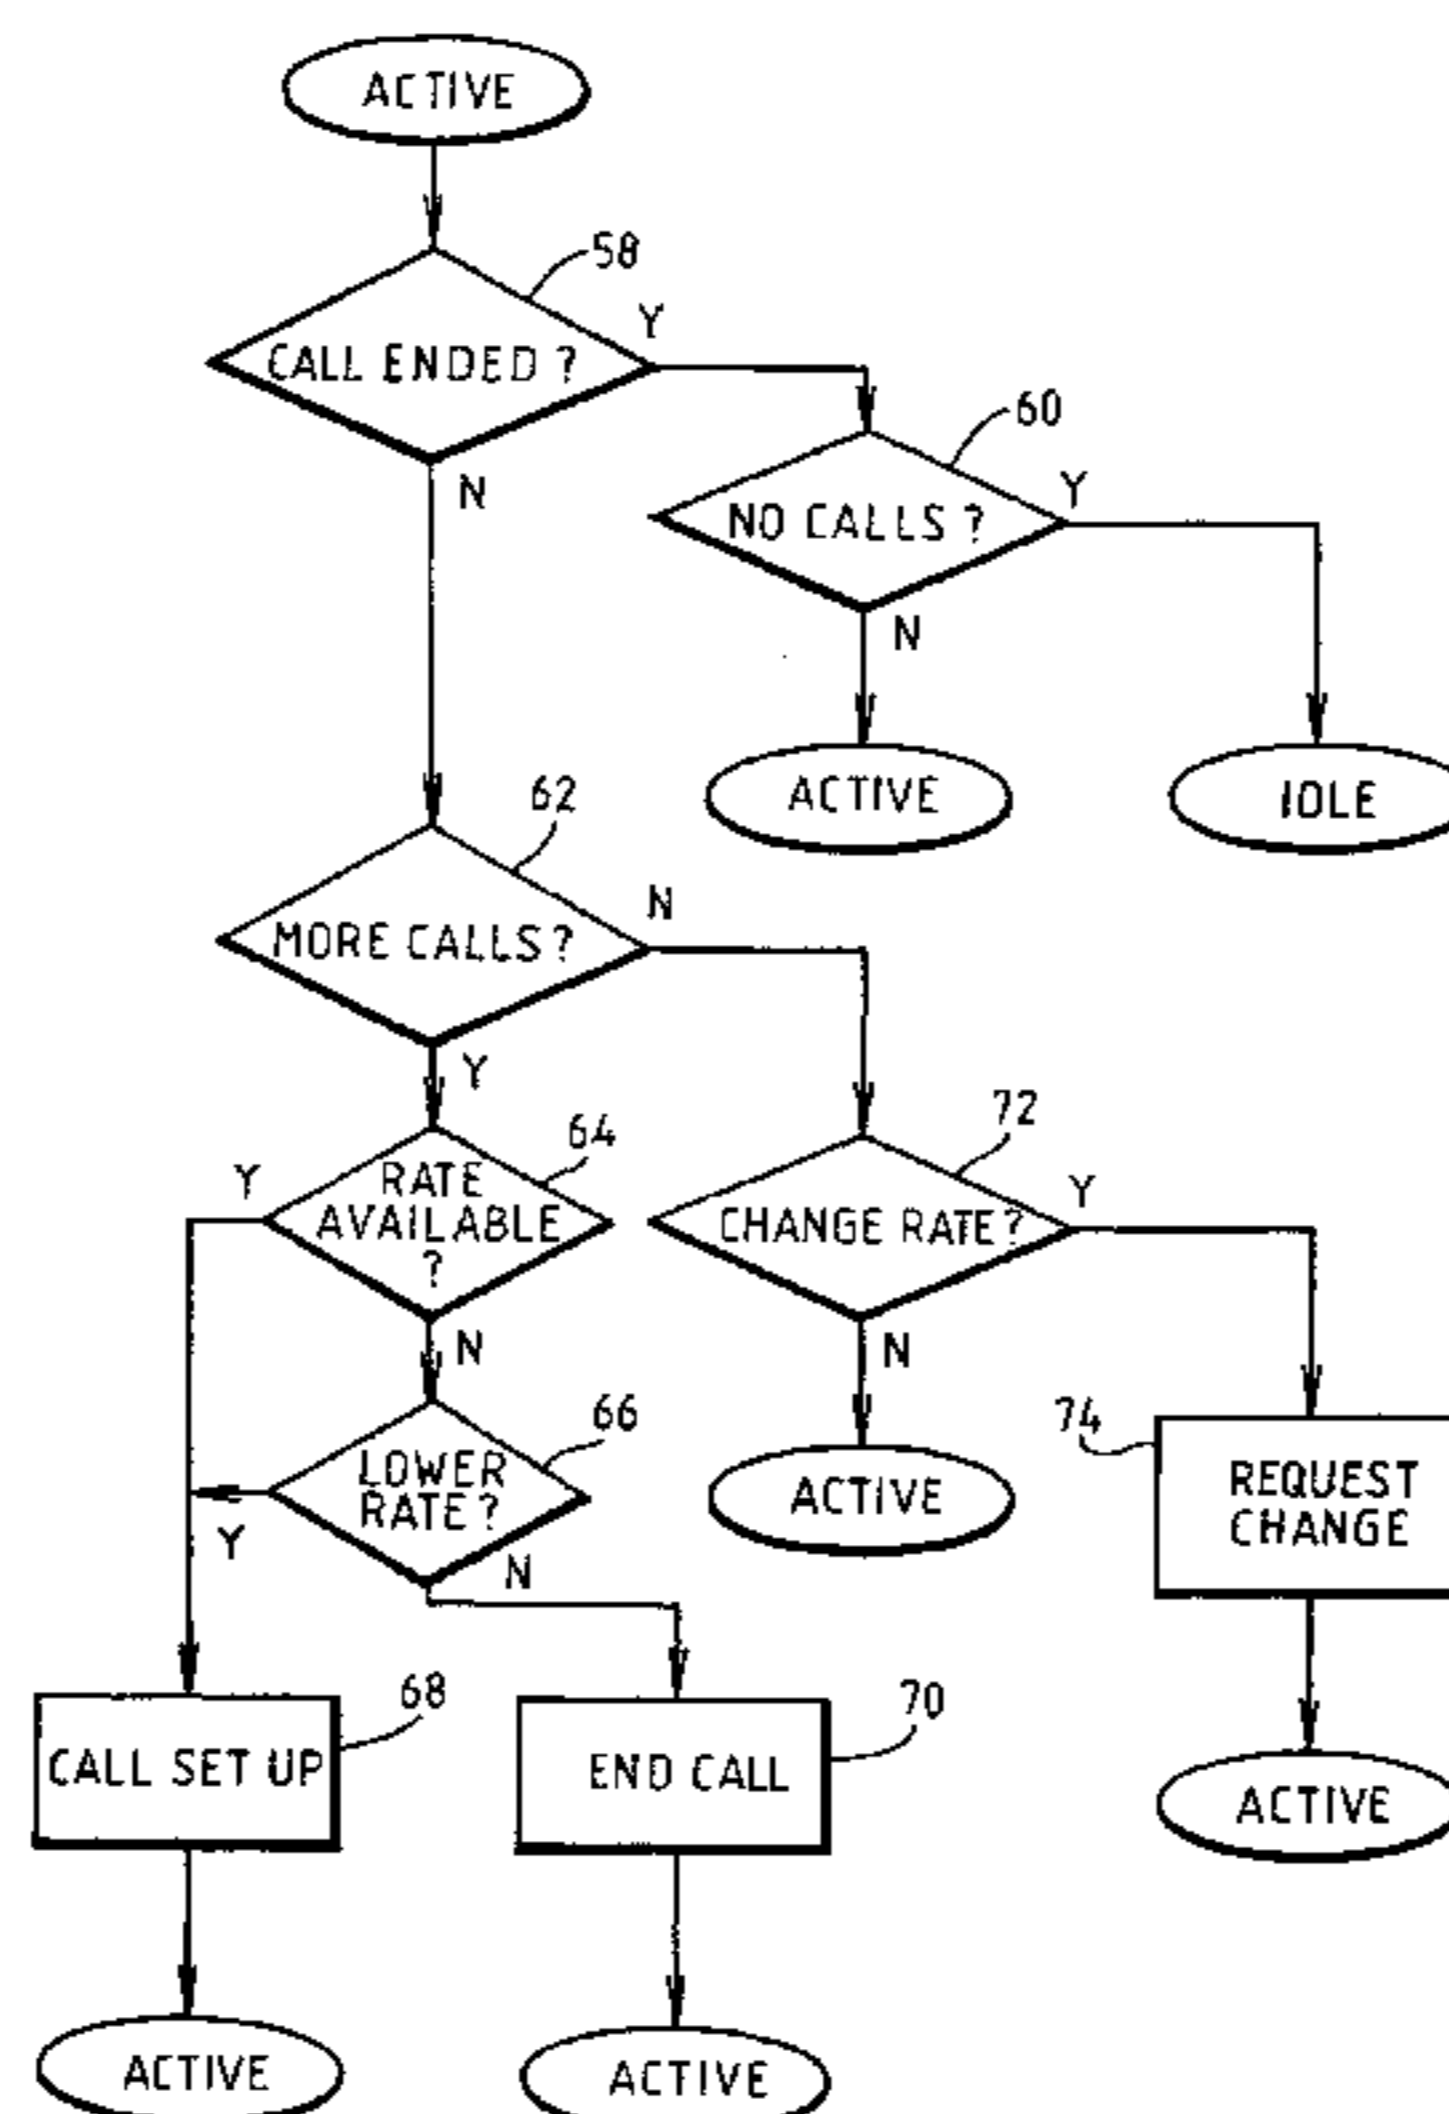 ACTIVE
58
Y
CALL ENDED ?
N
60
Y
NO CALLS ?
N
ACTIVE
IDLE
62
N
MORE CALLS ?
Y
64
Y
RATE
AVAILABLE
?
N
72
Y
CHANGE RATE ?
N
66
LOWER
RATE ?
Y
N
ACTIVE
74
REQUEST
CHANGE
68
CALL SET UP
70
END CALL
ACTIVE
ACTIVE
ACTIVE